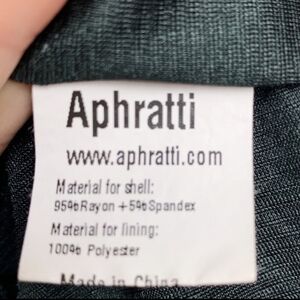 Aphratti
www.aphratti.com
Material for shell:
95%Rayon +5%Spandex
Material for lining:
100% Polyester
Made in China